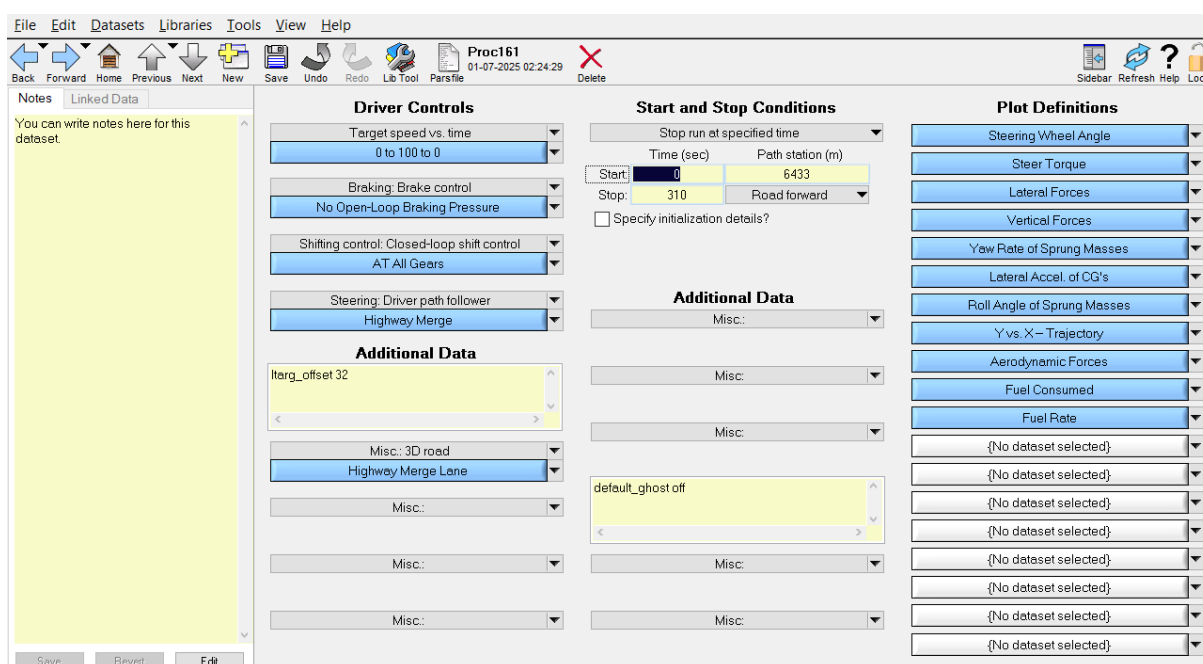 File Edit Datasets Libraries Tools View Help
Back Forward Home Previous Next New Save Undo Redo Lib Tool Parsfile
Proc161
01-07-2025 02:24:29
Delete Sidebar Refresh Help Loc
Notes Linked Data
You can write notes here for this
dataset.
Save Revert Edit
Driver Controls
Target speed vs. time
0 to 100 to 0
Braking: Brake control
No Open-Loop Braking Pressure
Shifting control: Closed-loop shift control
AT All Gears
Steering: Driver path follower
Highway Merge
Additional Data
ltarg_offset 32
Misc.: 3D road
Highway Merge Lane
Misc.:
Misc.:
Misc.:
Start and Stop Conditions
Stop run at specified time
Time (sec) Path station (m)
Start: 0 6433
Stop: 310 Road forward
Specify initialization details?
Additional Data
Misc.:
Misc:
Misc:
default_ghost off
Misc:
Misc:
Plot Definitions
Steering Wheel Angle
Steer Torque
Lateral Forces
Vertical Forces
Yaw Rate of Sprung Masses
Lateral Accel. of CG's
Roll Angle of Sprung Masses
Y vs. X – Trajectory
Aerodynamic Forces
Fuel Consumed
Fuel Rate
{No dataset selected}
{No dataset selected}
{No dataset selected}
{No dataset selected}
{No dataset selected}
{No dataset selected}
{No dataset selected}
{No dataset selected}